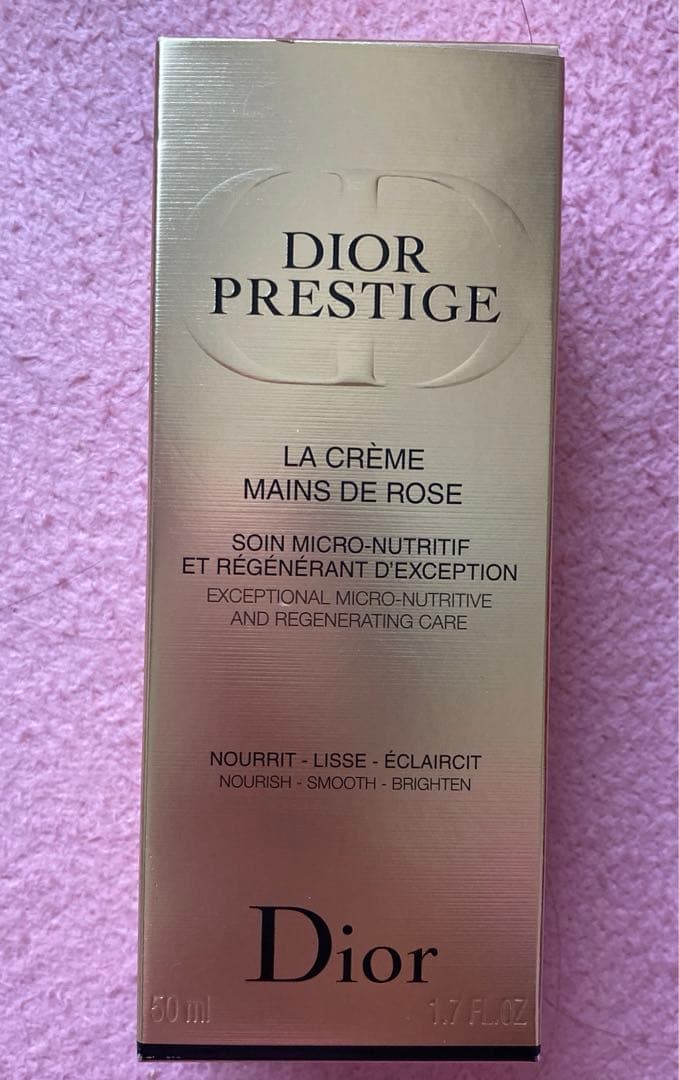 DIOR
PRESTIGE
LA CRÈME
MAINS DE ROSE
SOIN MICRO-NUTRITIF
ET RÉGÉNÉRANT D'EXCEPTION
EXCEPTIONAL MICRO-NUTRITIVE
AND REGENERATING CARE
NOURRIT - LISSE - ÉCLAIRCIT
NOURISH - SMOOTH - BRIGHTEN
Dior
50 ml 1.7 FL.OZ